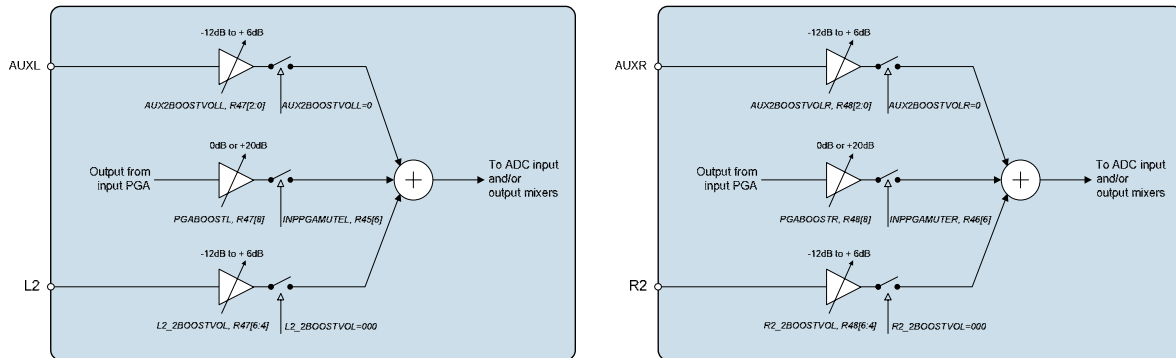 -12dB to + 6dB
AUXL
AUX2BOOSTVOLL, R47[2:0]
AUX2BOOSTVOLL=0
0dB or +20dB
Output from
input PGA
To ADC input
and/or
output mixers
PGABOOSTL, R47[8]
INPPGAMUTEL, R45[6]
-12dB to + 6dB
L2
L2_2BOOSTVOL, R47[6:4]
L2_2BOOSTVOL=000
-12dB to + 6dB
AUXR
AUX2BOOSTVOLR, R48[2:0]
AUX2BOOSTVOLR=0
0dB or +20dB
Output from
input PGA
To ADC input
and/or
output mixers
PGABOOSTR, R48[8]
INPPGAMUTER, R46[6]
-12dB to + 6dB
R2
R2_2BOOSTVOL, R48[6:4]
R2_2BOOSTVOL=000